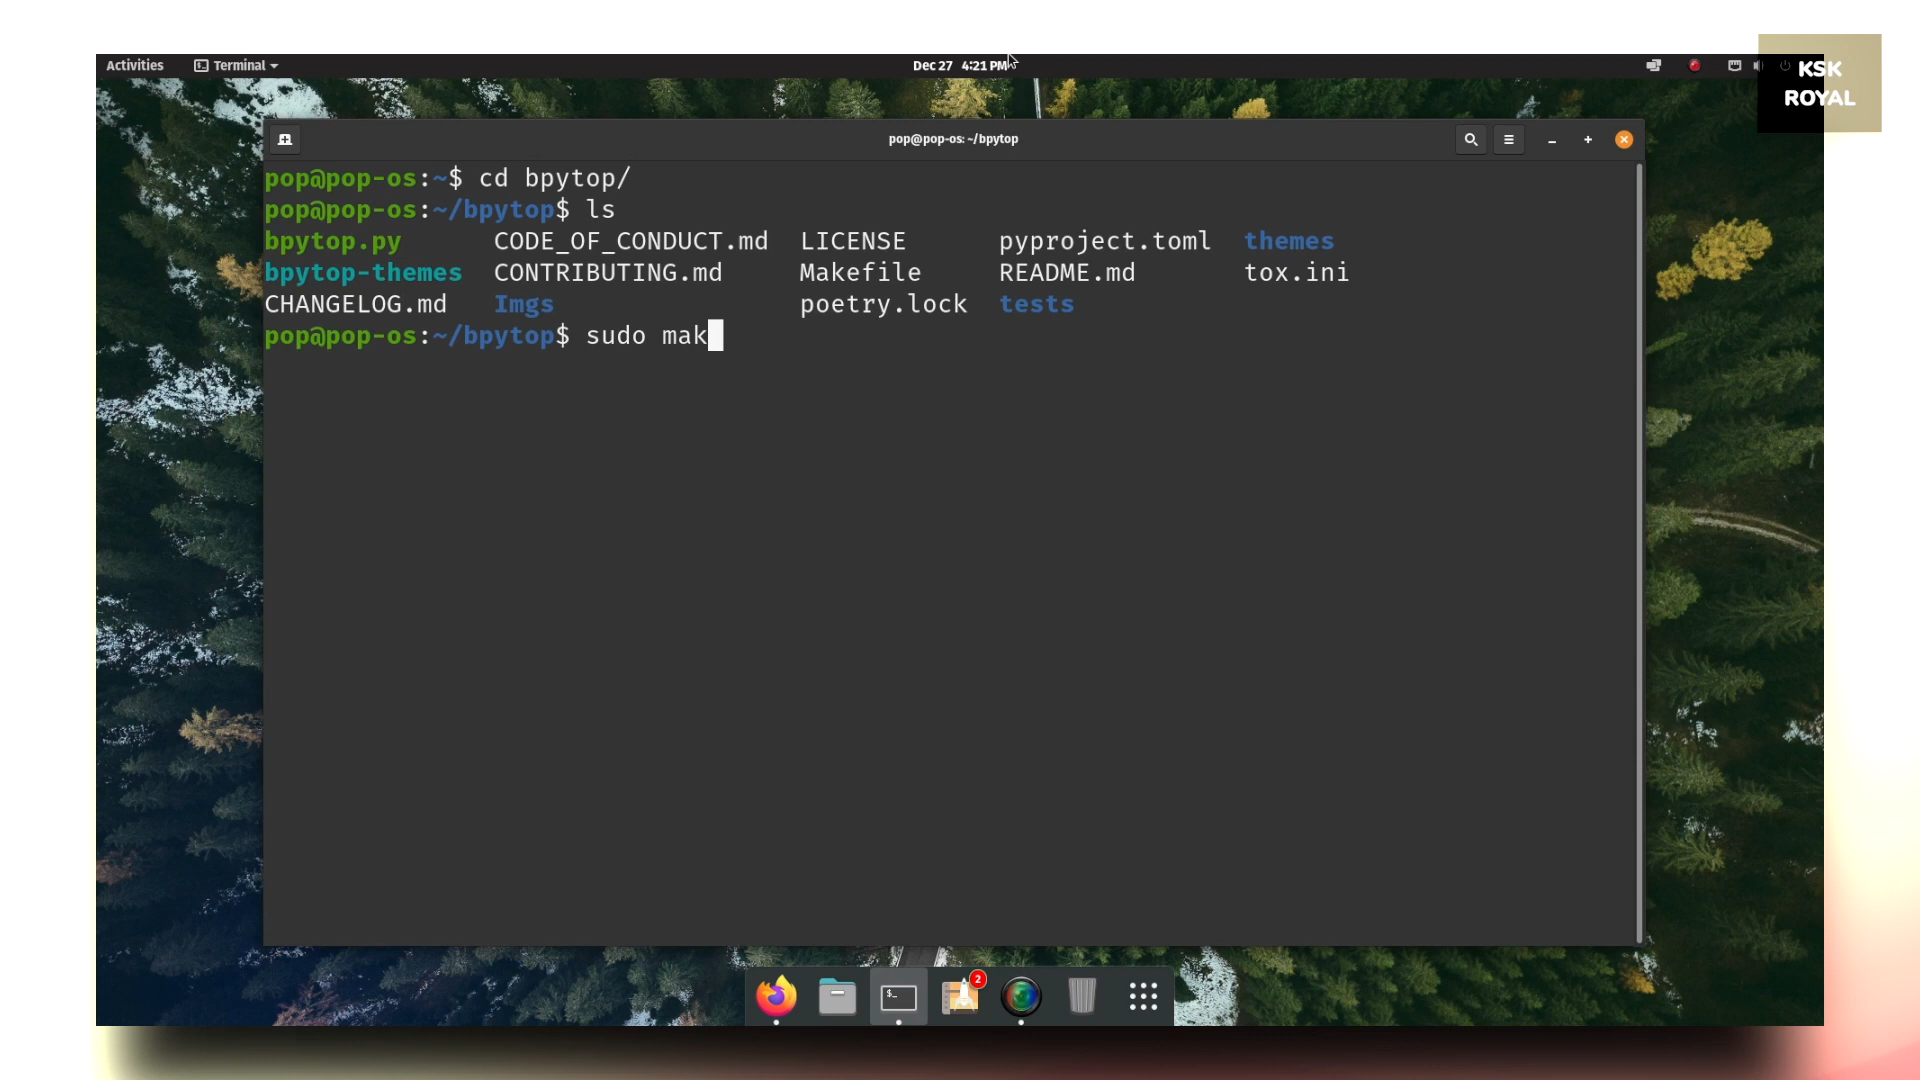 Activities Terminal Dec 27 4:21 PM
KSK
ROYAL
pop@pop-os: ~/bpytop
pop@pop-os:~$ cd bpytop/
pop@pop-os:~/bpytop$ ls
bpytop.py CODE_OF_CONDUCT.md LICENSE pyproject.toml themes
bpytop-themes CONTRIBUTING.md Makefile README.md tox.ini
CHANGELOG.md Imgs poetry.lock tests
pop@pop-os:~/bpytop$ sudo mak
$_
2